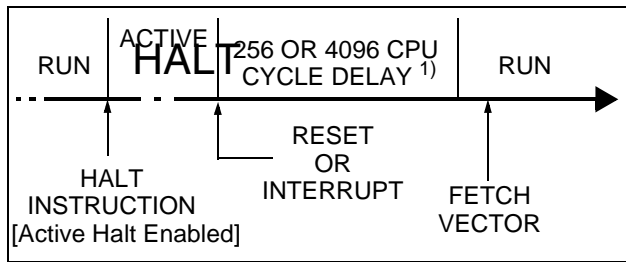 RUN
ACTIVE
HALT
256 OR 4096 CPU
CYCLE DELAY 1)
RUN
HALT
INSTRUCTION
[Active Halt Enabled]
RESET
OR
INTERRUPT
FETCH
VECTOR